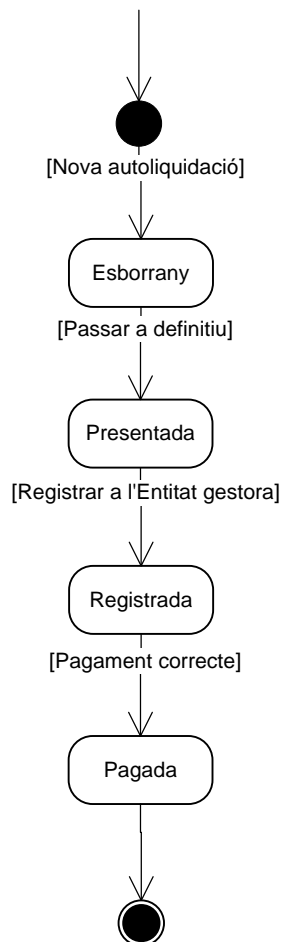 [Nova autoliquidació]
Esborrany
[Passar a definitiu]
Presentada
[Registrar a l'Entitat gestora]
Registrada
[Pagament correcte]
Pagada